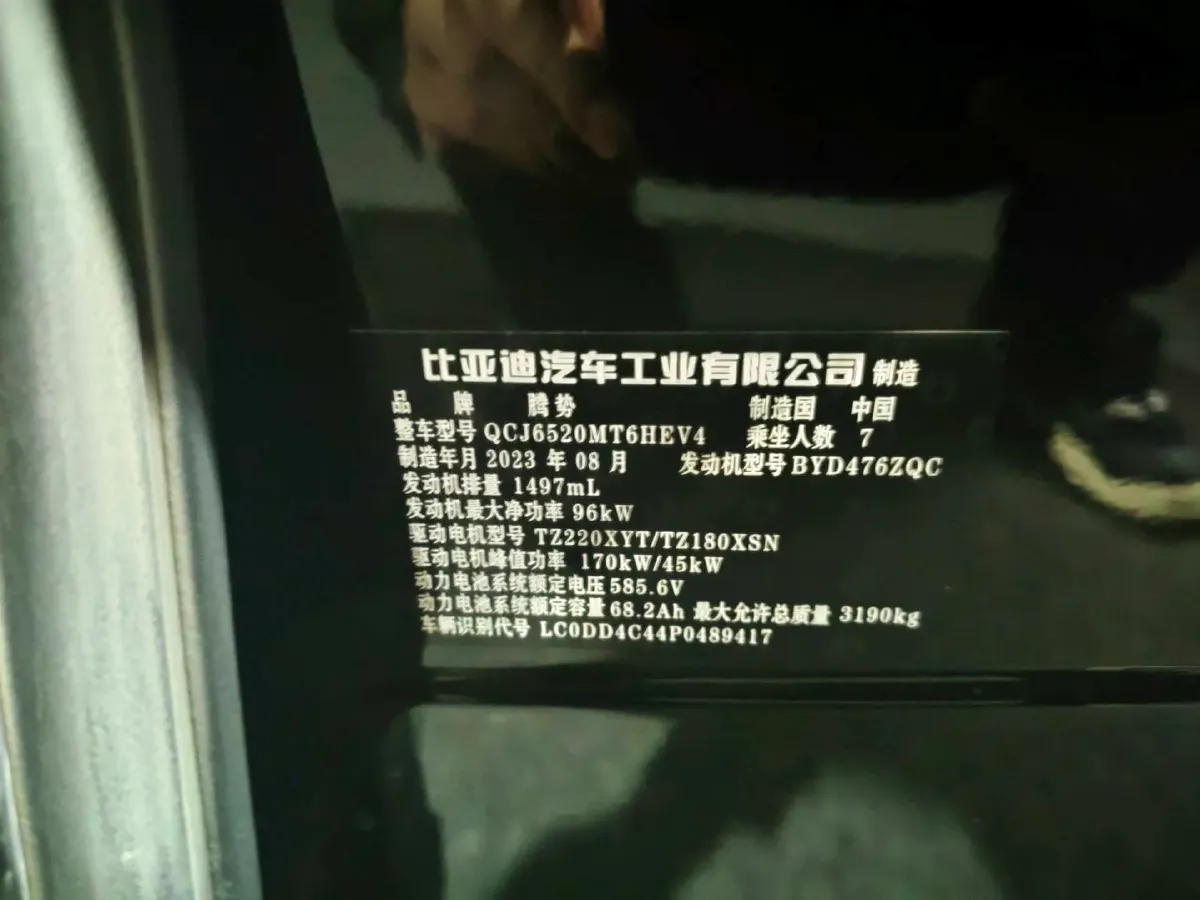 比亚迪汽车工业有限公司 制造
品 牌 腾势 制造国 中国
整车型号 QCJ6520MT6HEV4 乘坐人数 7
制造年月 2023 年 08 月 发动机型号 BYD476ZQC
发动机排量 1497mL
发动机最大净功率 96kW
驱动电机型号 TZ220XYT/TZ180XSN
驱动电机峰值功率 170kW/45kW
动力电池系统额定电压 585.6V
动力电池系统额定容量 68.2Ah 最大允许总质量 3190kg
车辆识别代号 LC0DD4C44P0489417